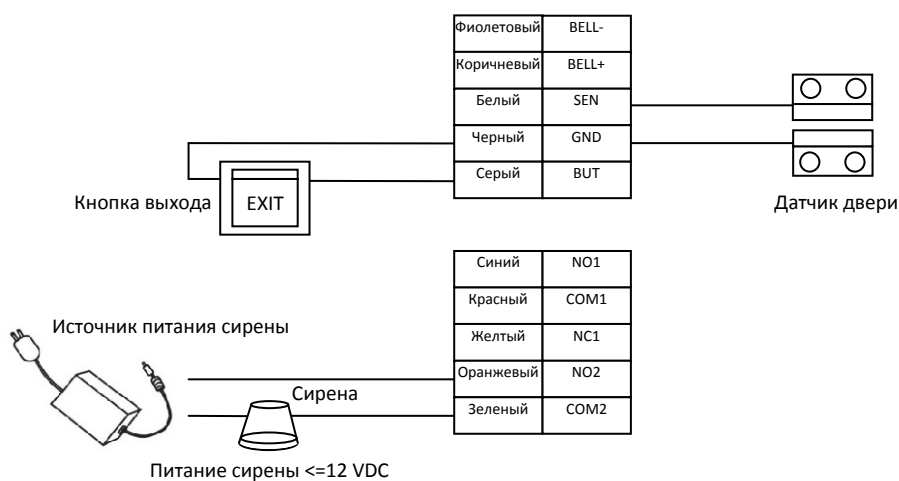 Фиолетовый BELL-
Коричневый BELL+
Белый SEN
Черный GND
Серый BUT
Кнопка выхода
EXIT
Датчик двери
Синий NO1
Красный COM1
Источник питания сирены
Желтый NC1
Оранжевый NO2
Сирена
Зеленый COM2
Питание сирены <=12 VDC